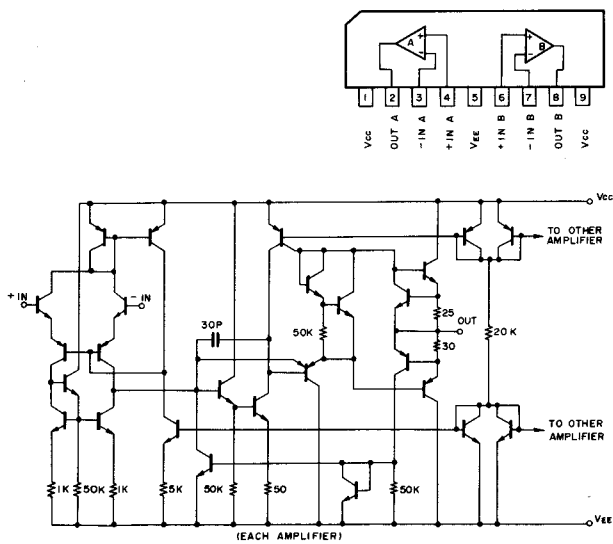 A
B
+
-
+
-
1 2 3 4 5 6 7 8 9
VCC
OUT A
-IN A
+IN A
VEE
+IN B
-IN B
OUT B
VCC
VCC
TO OTHER
AMPLIFIER
+IN
-IN
30P
50K
25
OUT
30
20K
TO OTHER
AMPLIFIER
1K 50K 1K 5K 50K 50 50K
VEE
(EACH AMPLIFIER)